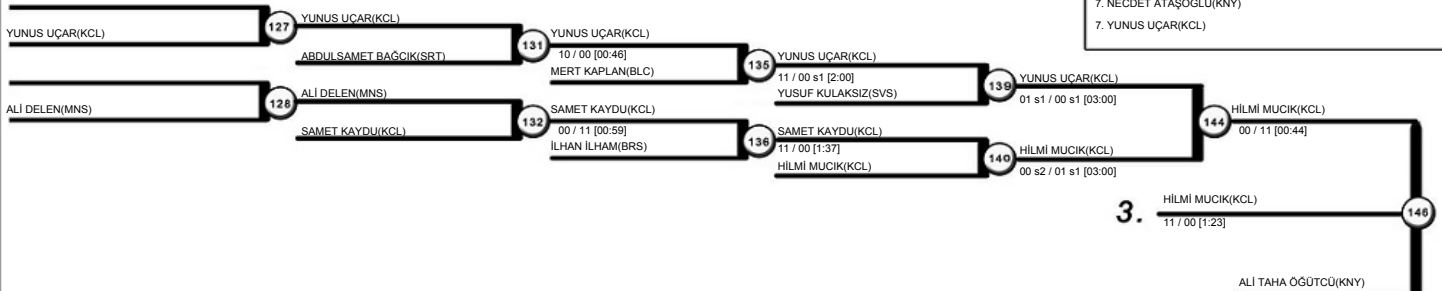 7. NECDET ATAŞOĞLU(KNY)
7. YUNUS UÇAR(KCL)
YUNUS UÇAR(KCL)
127
YUNUS UÇAR(KCL)
ABDULSAMET BAĞCIK(SRT)
131
YUNUS UÇAR(KCL)
10 / 00 [00:46]
MERT KAPLAN(BLC)
135
YUNUS UÇAR(KCL)
11 / 00 s1 [2:00]
YUSUF KULAKSIZ(SVS)
139
YUNUS UÇAR(KCL)
01 s1 / 00 s1 [03:00]
ALİ DELEN(MNS)
128
ALİ DELEN(MNS)
SAMET KAYDU(KCL)
132
SAMET KAYDU(KCL)
00 / 11 [00:59]
İLHAN İLHAM(BRS)
136
SAMET KAYDU(KCL)
11 / 00 [1:37]
HİLMİ MUCIK(KCL)
140
HİLMİ MUCIK(KCL)
00 s2 / 01 s1 [03:00]
144
HİLMİ MUCIK(KCL)
00 / 11 [00:44]
3.
HİLMİ MUCIK(KCL)
11 / 00 [1:23]
146
ALİ TAHA ÖĞÜTCÜ(KNY)